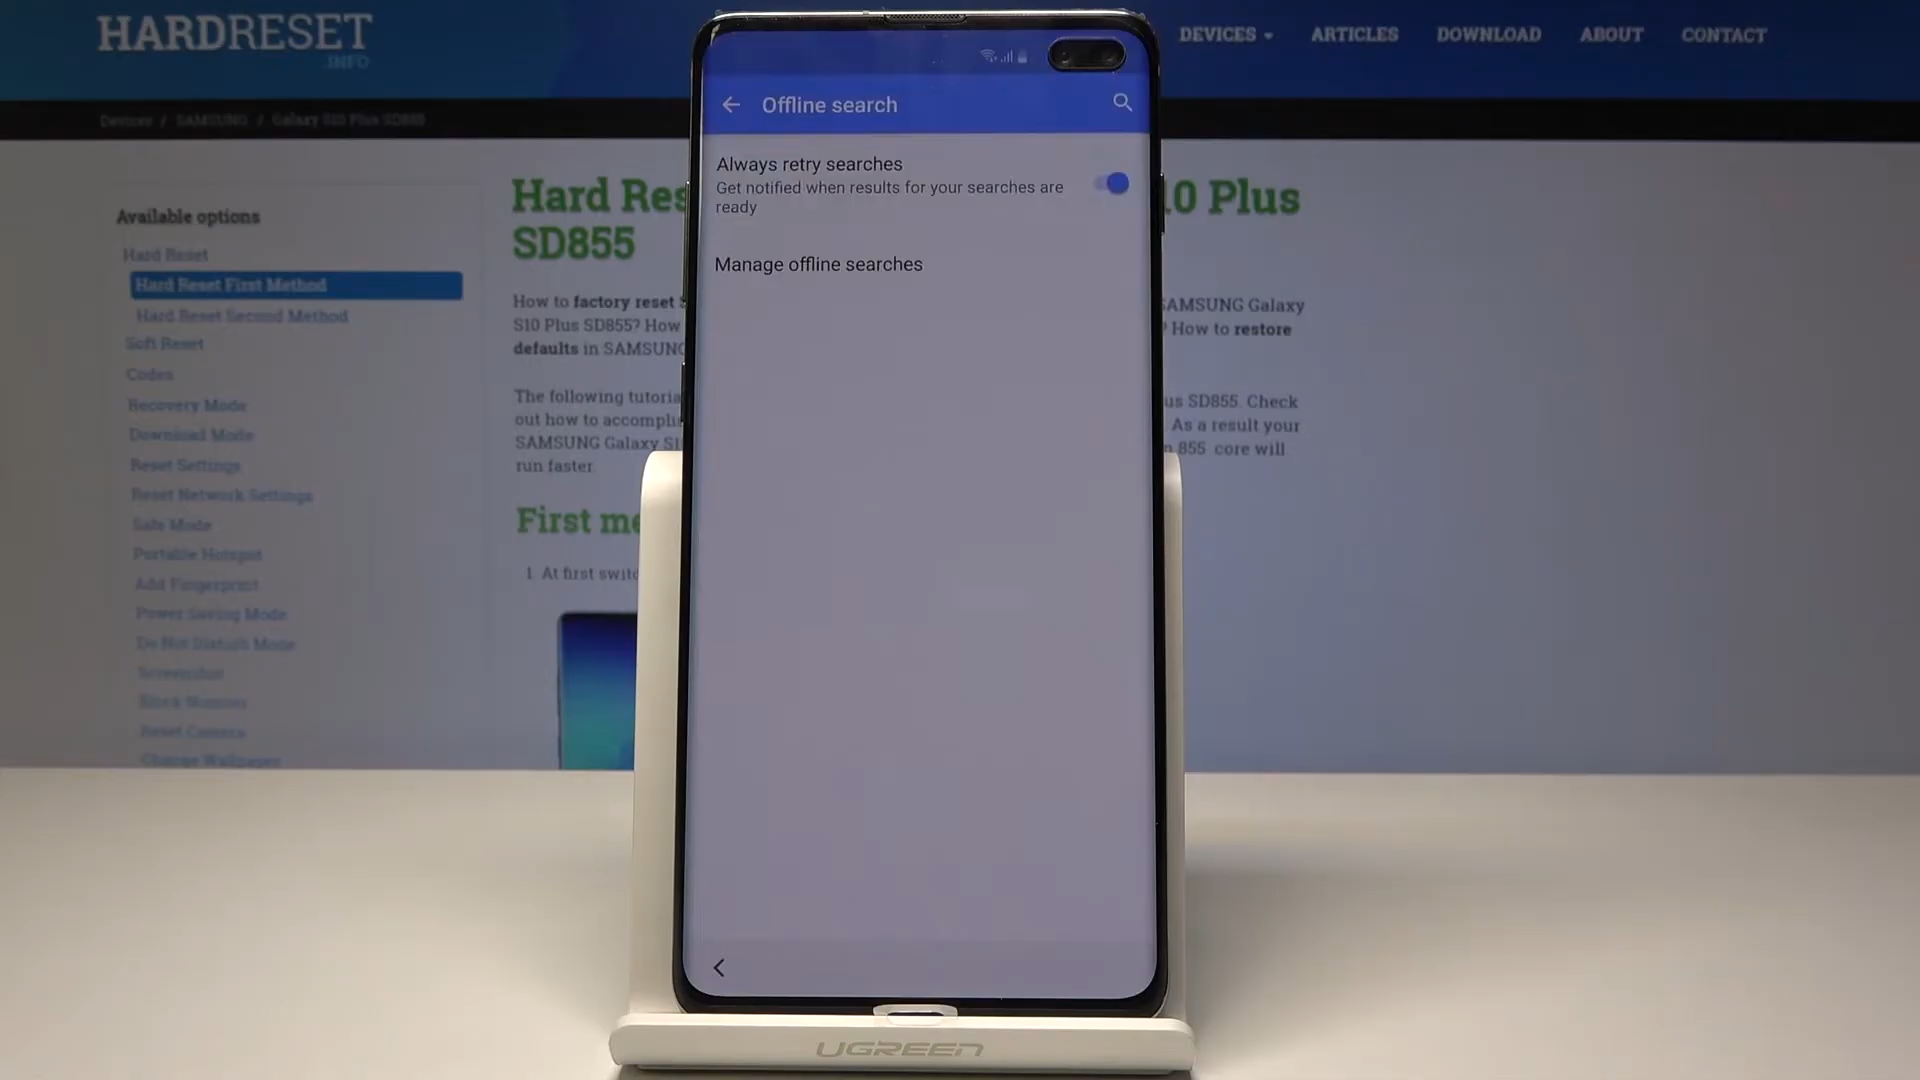 HARDRESET
.INFO
DEVICES
ARTICLES
DOWNLOAD
ABOUT
CONTACT
Devices / SAMSUNG / Galaxy S10 Plus SD855
Available options
Hard Reset
Hard Reset First Method
Hard Reset Second Method
Soft Reset
Codes
Recovery Mode
Download Mode
Reset Settings
Reset Network Settings
Safe Mode
Portable Hotspot
Add Fingerprint
Power Saving Mode
Do Not Disturb Mode
Screenshot
Block Number
Reset Camera
Change Wallpaper
Hard Res
10 Plus
SD855
How to factory reset
SAMSUNG Galaxy
S10 Plus SD855? How
? How to restore
defaults in SAMSUNG
The following tutoria
us SD855. Check
out how to accompli
As a result your
SAMSUNG Galaxy S1
855 core will
run faster.
First me
1. At first switc
Offline search
Always retry searches
Get notified when results for your searches are
ready
Manage offline searches
UGREEN